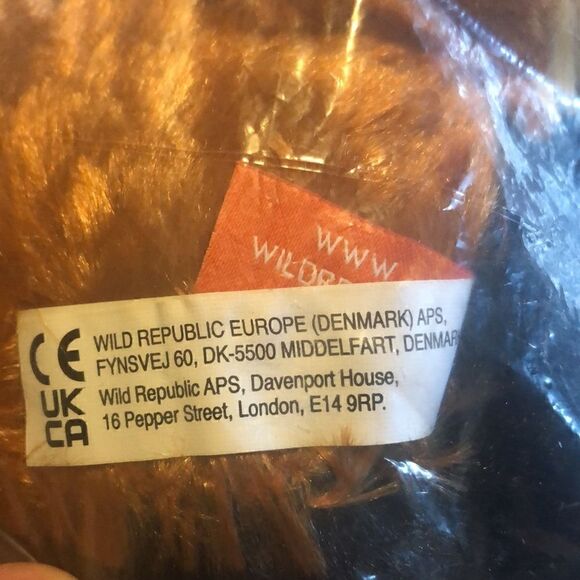 WWW
WILD
CE
UK
CA
WILD REPUBLIC EUROPE (DENMARK) APS,
FYNSVEJ 60, DK-5500 MIDDELFART, DENMAR
Wild Republic APS, Davenport House,
16 Pepper Street, London, E14 9RP.